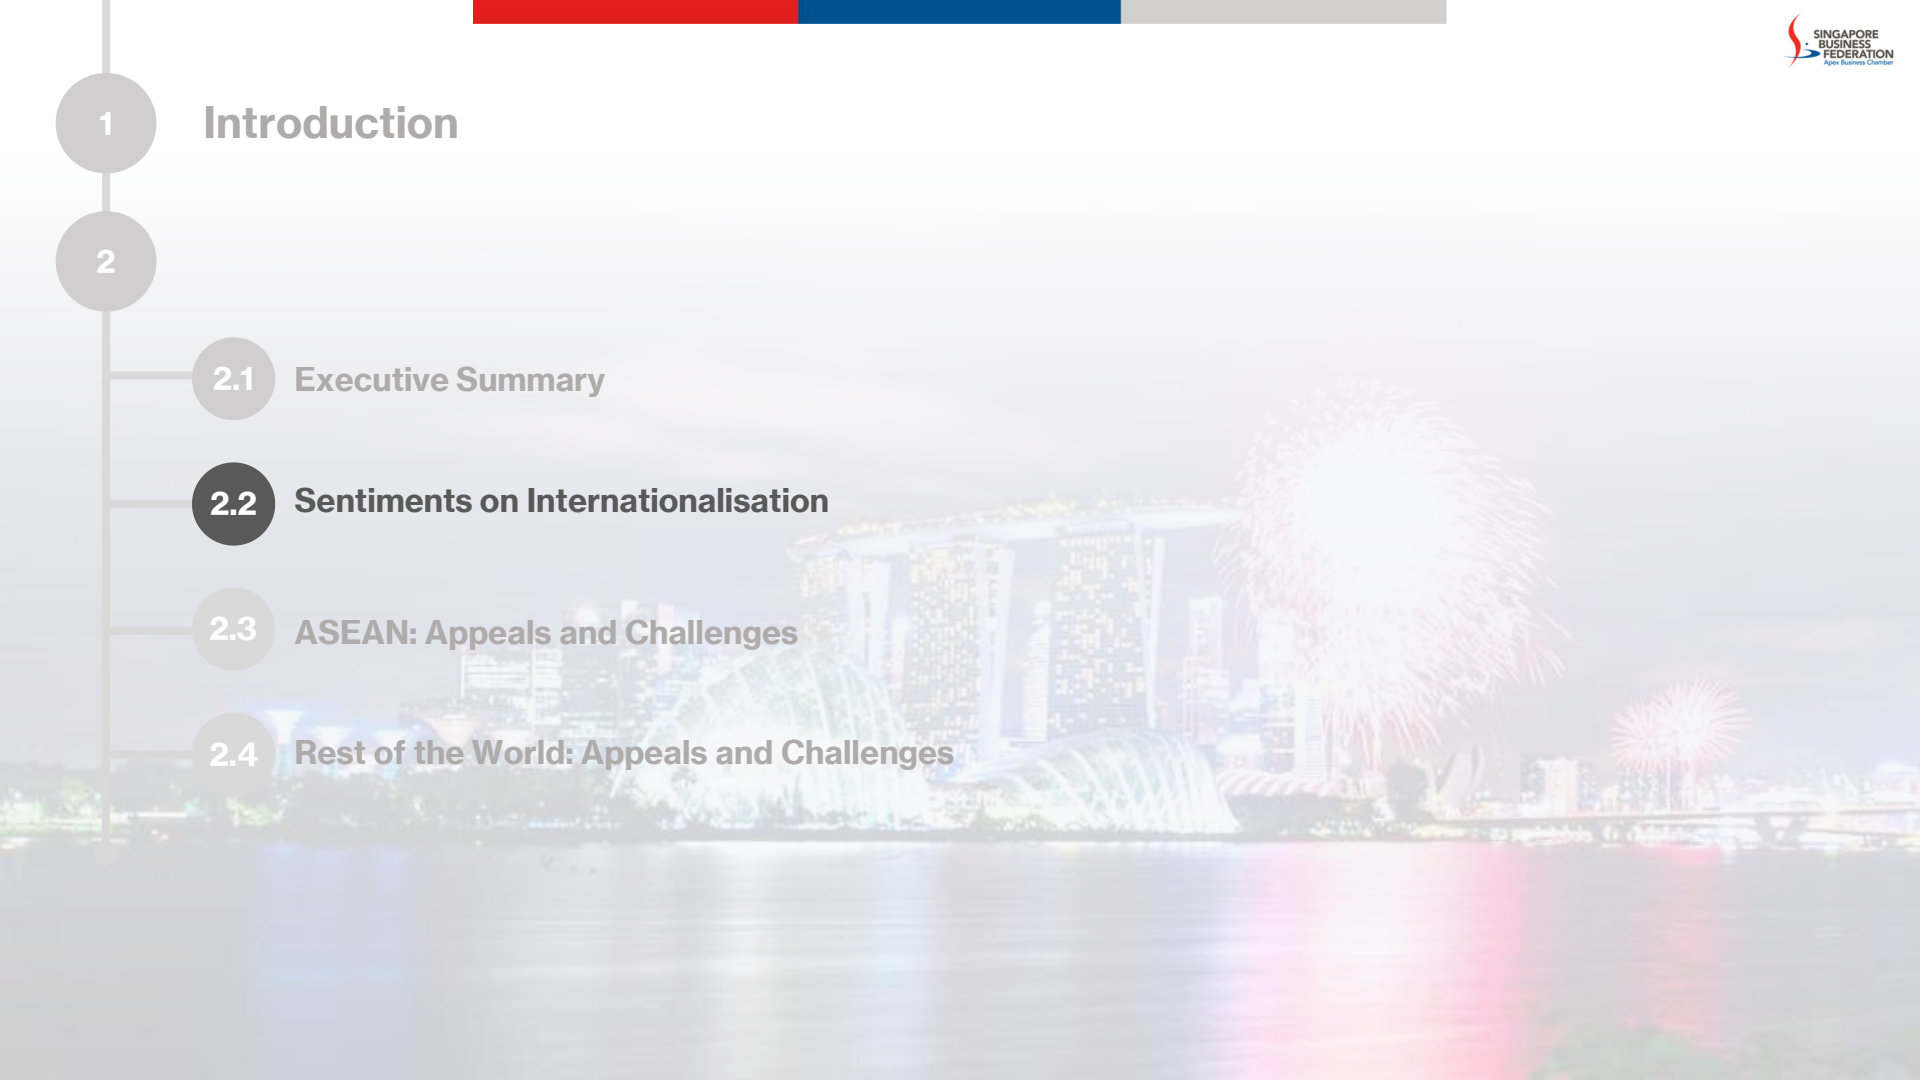 SINGAPORE
BUSINESS
FEDERATION
Apex Business Chamber
1 Introduction
2
2.1 Executive Summary
2.2 Sentiments on Internationalisation
2.3 ASEAN: Appeals and Challenges
2.4 Rest of the World: Appeals and Challenges